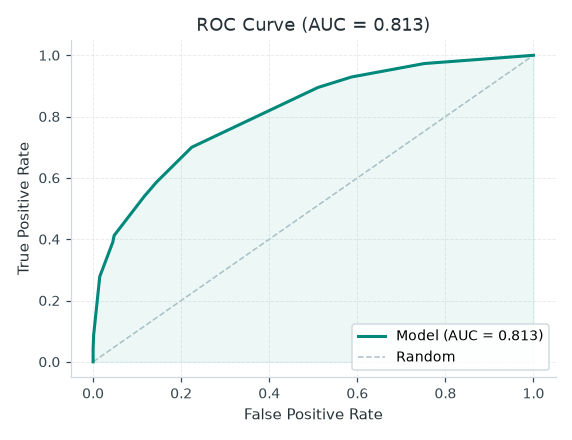 ROC Curve (AUC = 0.813)
True Positive Rate
1.0
0.8
0.6
0.4
0.2
0.0
Model (AUC = 0.813)
Random
0.0 0.2 0.4 0.6 0.8 1.0
False Positive Rate